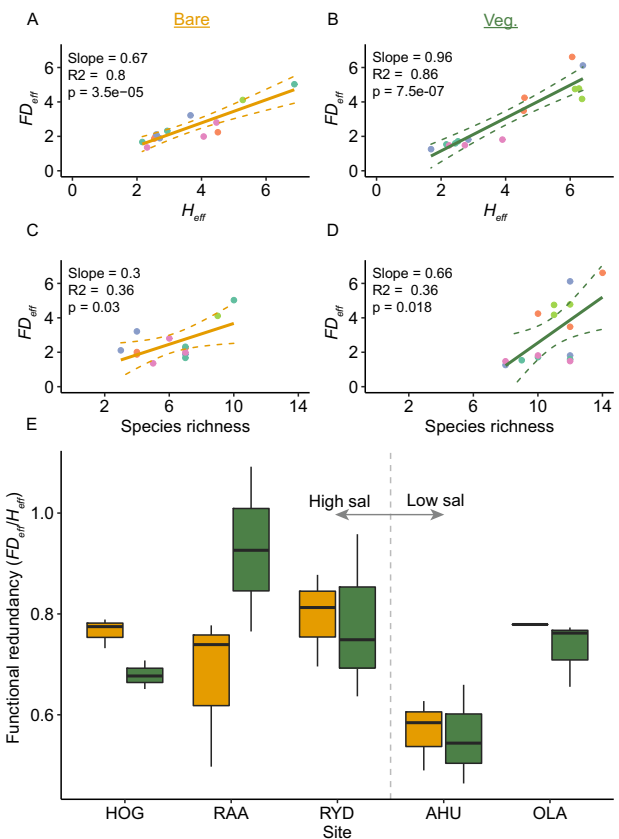 A Bare B Veg.
Slope = 0.67
R2 = 0.8
p = 3.5e−05
FDeff
6
4
2
0
0 2 4 6
Heff
Slope = 0.96
R2 = 0.86
p = 7.5e−07
FDeff
6
4
2
0
0 2 4 6
Heff
C D
Slope = 0.3
R2 = 0.36
p = 0.03
FDeff
6
4
2
0
2 6 10 14
Species richness
Slope = 0.66
R2 = 0.36
p = 0.018
FDeff
6
4
2
0
2 6 10 14
Species richness
E
Functional redundancy (FDeff/Heff)
1.0
0.8
0.6
High sal Low sal
HOG RAA RYD AHU OLA
Site